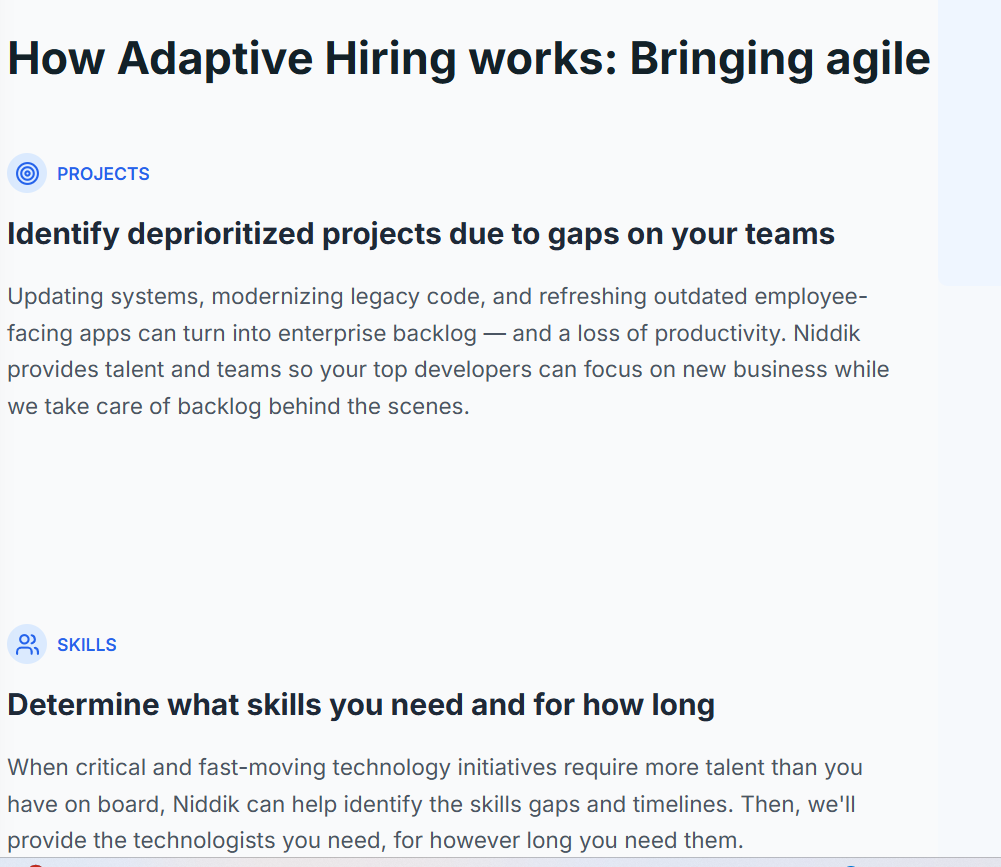 How Adaptive Hiring works: Bringing agile
PROJECTS
Identify deprioritized projects due to gaps on your teams
Updating systems, modernizing legacy code, and refreshing outdated employee-
facing apps can turn into enterprise backlog — and a loss of productivity. Niddik
provides talent and teams so your top developers can focus on new business while
we take care of backlog behind the scenes.
SKILLS
Determine what skills you need and for how long
When critical and fast-moving technology initiatives require more talent than you
have on board, Niddik can help identify the skills gaps and timelines. Then, we'll
provide the technologists you need, for however long you need them.